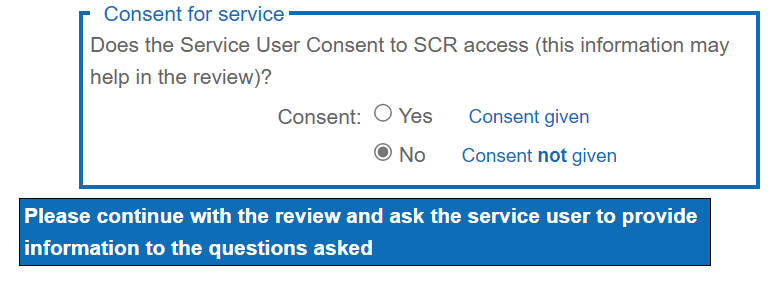 Consent for service
Does the Service User Consent to SCR access (this information may
help in the review)?
Consent: Yes Consent given
No Consent not given
Please continue with the review and ask the service user to provide
information to the questions asked